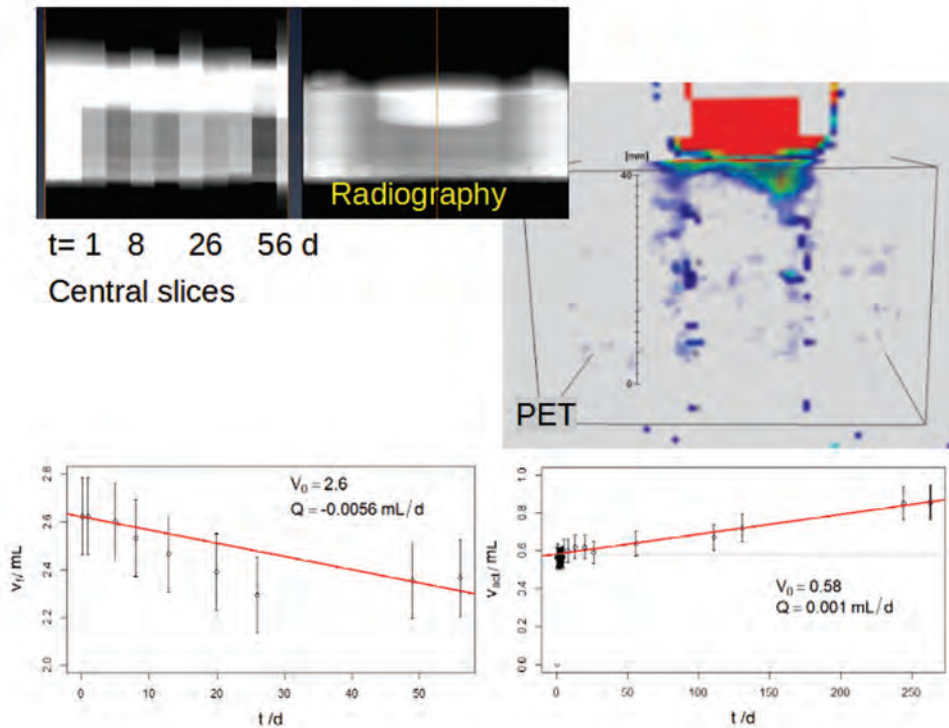 Radiography
t= 1 8 26 56 d
Central slices
[mm]
40
0
PET
V₀ = 2.6
Q = -0.0056 mL/d
2.8
2.6
2.4
2.2
2.0
0 10 20 30 40 50
t /d
V₀ = 0.58
Q = 0.001 mL/d
v_act/ mL
1.0
0.8
0.6
0.4
0.2
0.0
0 50 100 150 200 250
t /d